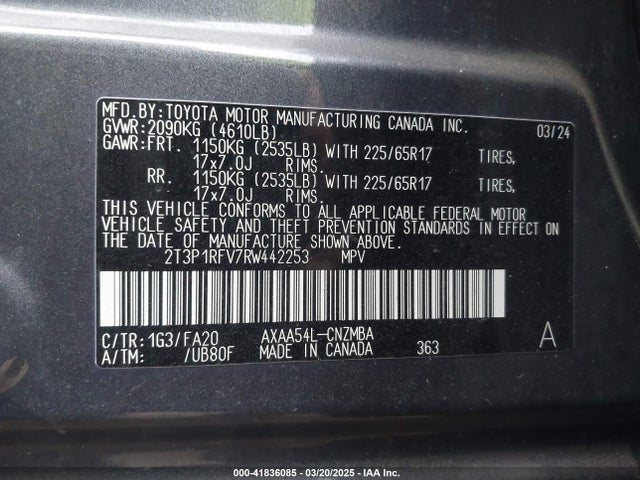 MFD.BY:TOYOTA MOTOR MANUFACTURING CANADA INC.
GVWR:2090KG (4610LB) 03/24
GAWR:FRT. 1150KG (2535LB) WITH 225/65R17 TIRES,
17x7.0J RIMS.
RR. 1150KG (2535LB) WITH 225/65R17 TIRES,
17x7.0J RIMS.
THIS VEHICLE CONFORMS TO ALL APPLICABLE FEDERAL MOTOR
VEHICLE SAFETY AND THEFT PREVENTION STANDARDS IN EFFECT ON
THE DATE OF MANUFACTURE SHOWN ABOVE.
2T3P1RFV7RW442253 MPV
C/TR:1G3/FA20 AXAA54L-CNZMBA A
A/TM: /UB80F MADE IN CANADA 363
000-41836085 - 03/20/2025 - IAA Inc.